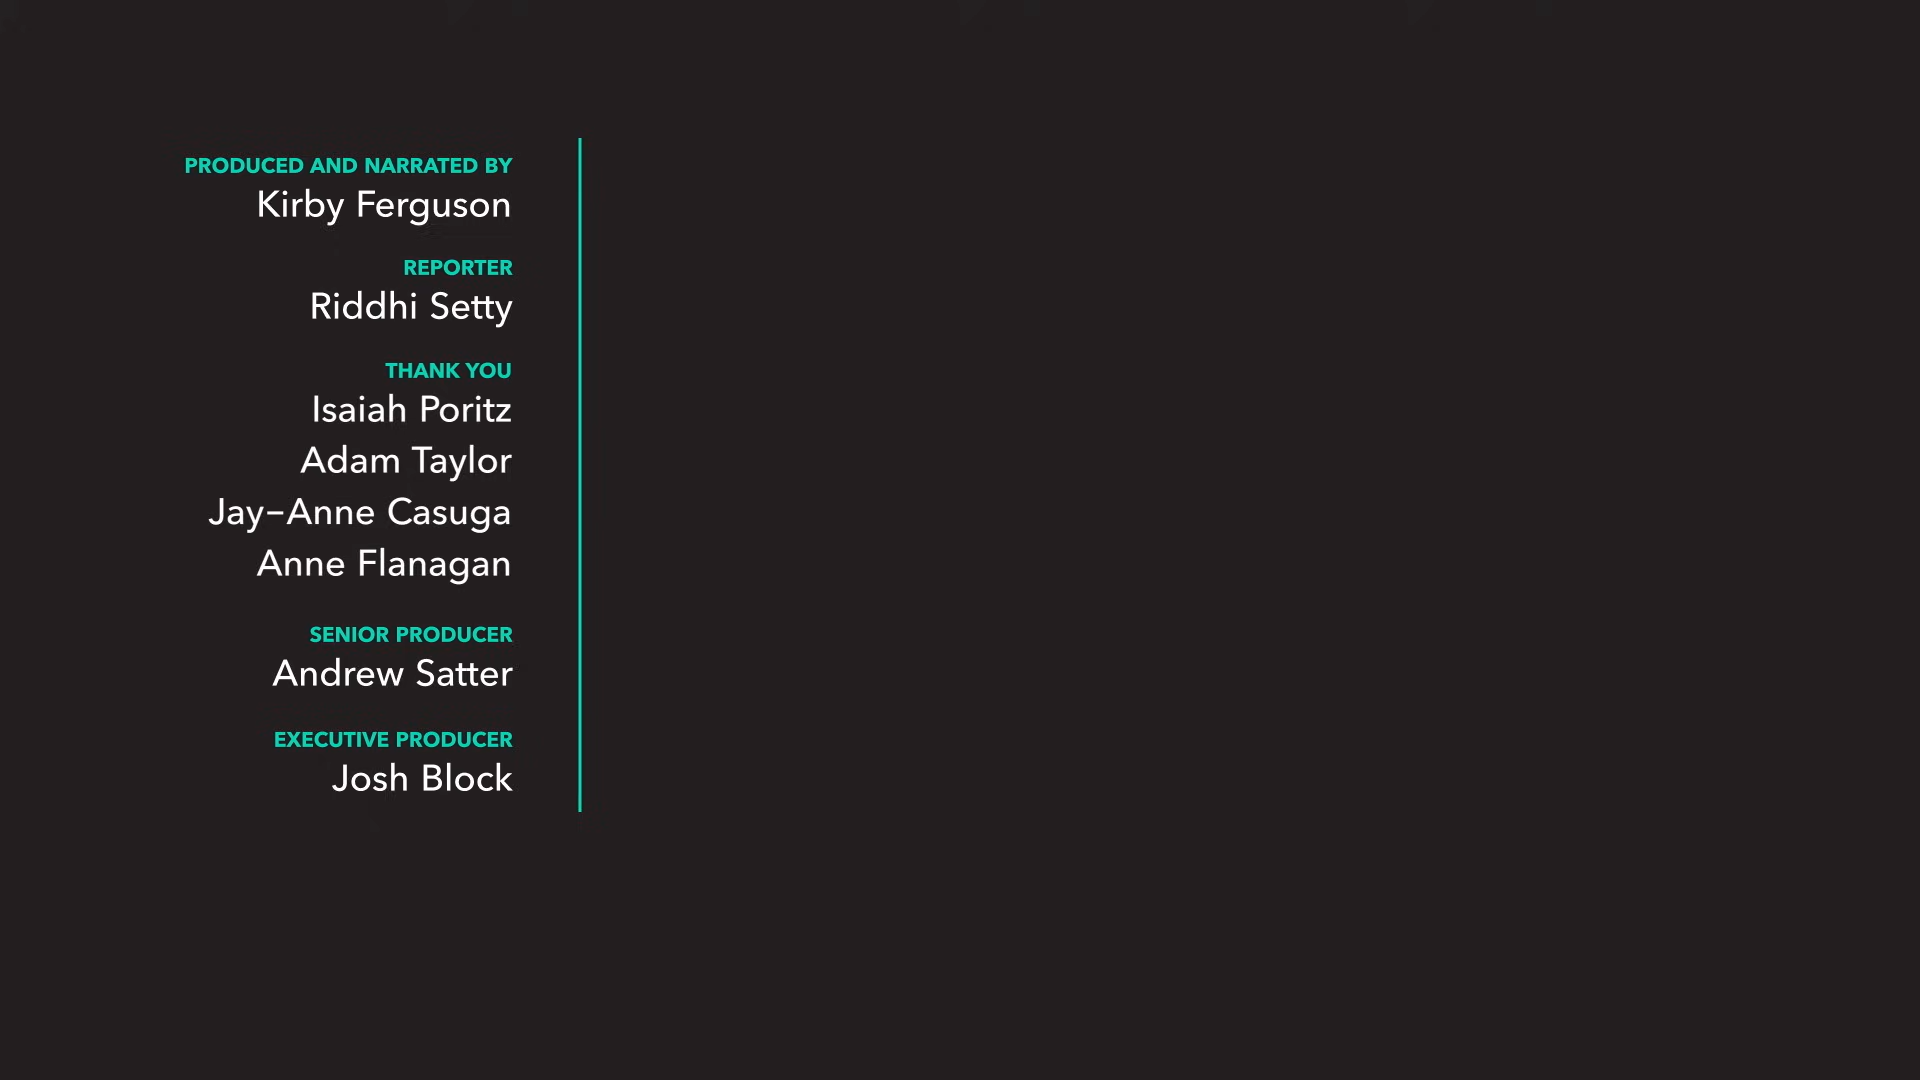 PRODUCED AND NARRATED BY
Kirby Ferguson
REPORTER
Riddhi Setty
THANK YOU
Isaiah Poritz
Adam Taylor
Jay-Anne Casuga
Anne Flanagan
SENIOR PRODUCER
Andrew Satter
EXECUTIVE PRODUCER
Josh Block